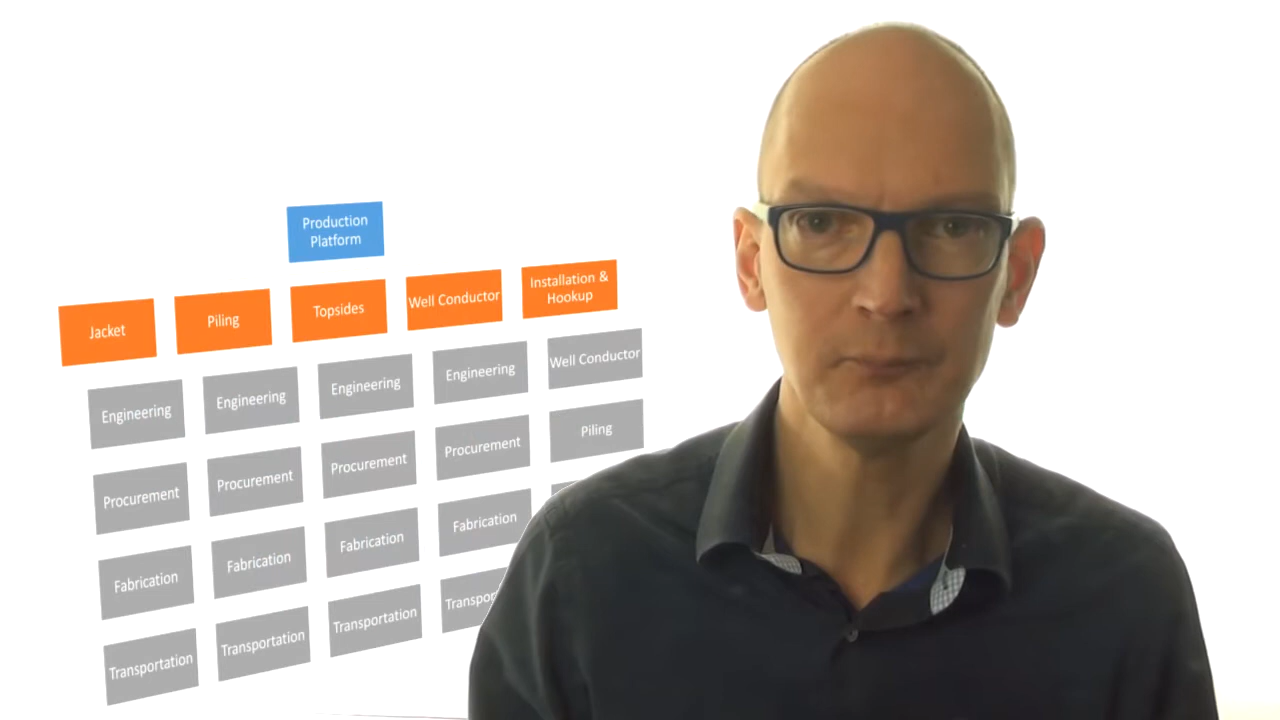 Production
Platform
Jacket
Piling
Topsides
Well Conductor
Installation &
Hookup
Engineering
Engineering
Engineering
Engineering
Well Conductor
Procurement
Procurement
Procurement
Procurement
Piling
Fabrication
Fabrication
Fabrication
Fabrication
Transportation
Transportation
Transportation